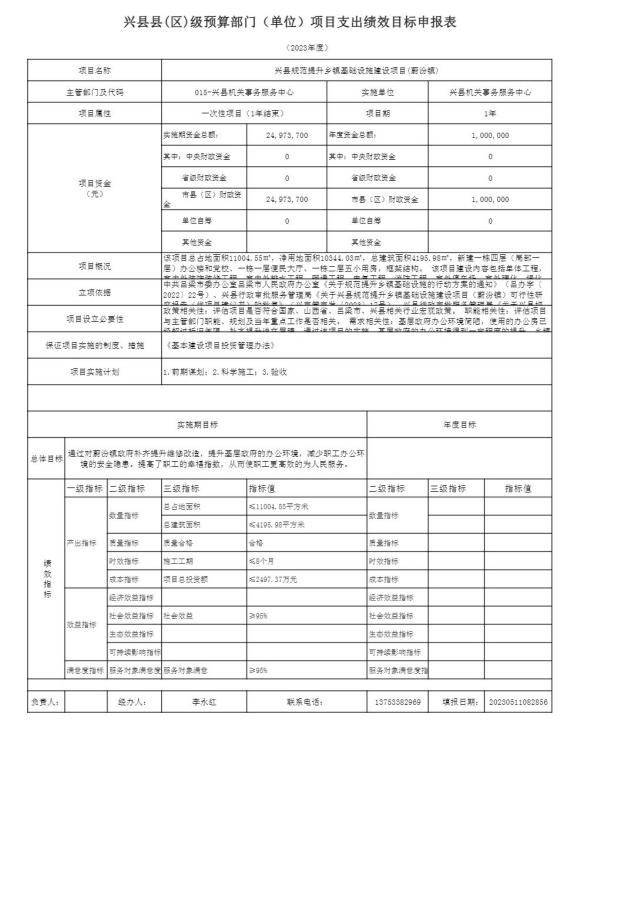 兴县县(区)级预算部门（单位）项目支出绩效目标申报表
（2023年度）
项目名称 兴县规范提升乡镇基础设施建设项目(蔚汾镇)
主管部门及代码 015-兴县机关事务服务中心 实施单位 兴县机关事务服务中心
项目属性 一次性项目（1年结束） 项目期 1年
项目资金（元）
实施期资金总额： 24,973,700 年度资金总额： 1,000,000
其中：中央财政资金 0 其中：中央财政资金 0
省级财政资金 0 省级财政资金 0
市县（区）财政资金 24,973,700 市县（区）财政资金 1,000,000
单位自筹 0 单位自筹 0
其他资金 其他资金
项目概况
该项目总占地面积11004.55㎡，净用地面积10344.03㎡，总建筑面积4195.98㎡，新建一栋四层（局部一
层）办公楼和党校、一栋一层便民大厅、一栋二层五小用房，框架结构。 该项目建设内容包括单体工程，
立项依据
中共吕梁市委办公室吕梁市人民政府办公室《关于规范提升乡镇基础设施的行动方案的通知》（吕办字〔
2022〕22号）、兴县行政审批服务管理局《关于兴县规范提升乡镇基础设施建设项目（蔚汾镇）可行性研
项目设立必要性
政策相关性：评估项目是否符合国家、山西省、吕梁市、兴县相关行业宏观政策， 职能相关性：评估项目
与主管部门职能、规划及当年重点工作是否相关， 需求相关性：基层政府办公环境简陋，使用的办公房已
保证项目实施的制度、措施 《基本建设项目投资管理办法》
项目实施计划 1.前期谋划；2.科学施工；3.验收
实施期目标 年度目标
总体目标
通过对蔚汾镇政府补齐提升维修改造，提升基层政府的办公环境，减少职工办公环
境的安全隐患。提高了职工的幸福指数，从而使职工更高效的为人民服务。
绩效指标
一级指标 二级指标 三级指标 指标值 二级指标 三级指标 指标值
产出指标 数量指标 总占地面积 ≤11004.55平方米 数量指标
总建筑面积 ≤4195.98平方米
质量指标 质量合格 合格 质量指标
时效指标 施工工期 ≤8个月 时效指标
成本指标 项目总投资额 ≤2497.37万元 成本指标
效益指标 经济效益指标 经济效益指标
社会效益指标 社会效益 ≥95% 社会效益指标
生态效益指标 生态效益指标
可持续影响指标 可持续影响指标
满意度指标 服务对象满意度 服务对象满意 ≥95% 服务对象满意度指
负责人： 经办人： 李永红 联系电话： 13753382969 填报日期： 20230511082856